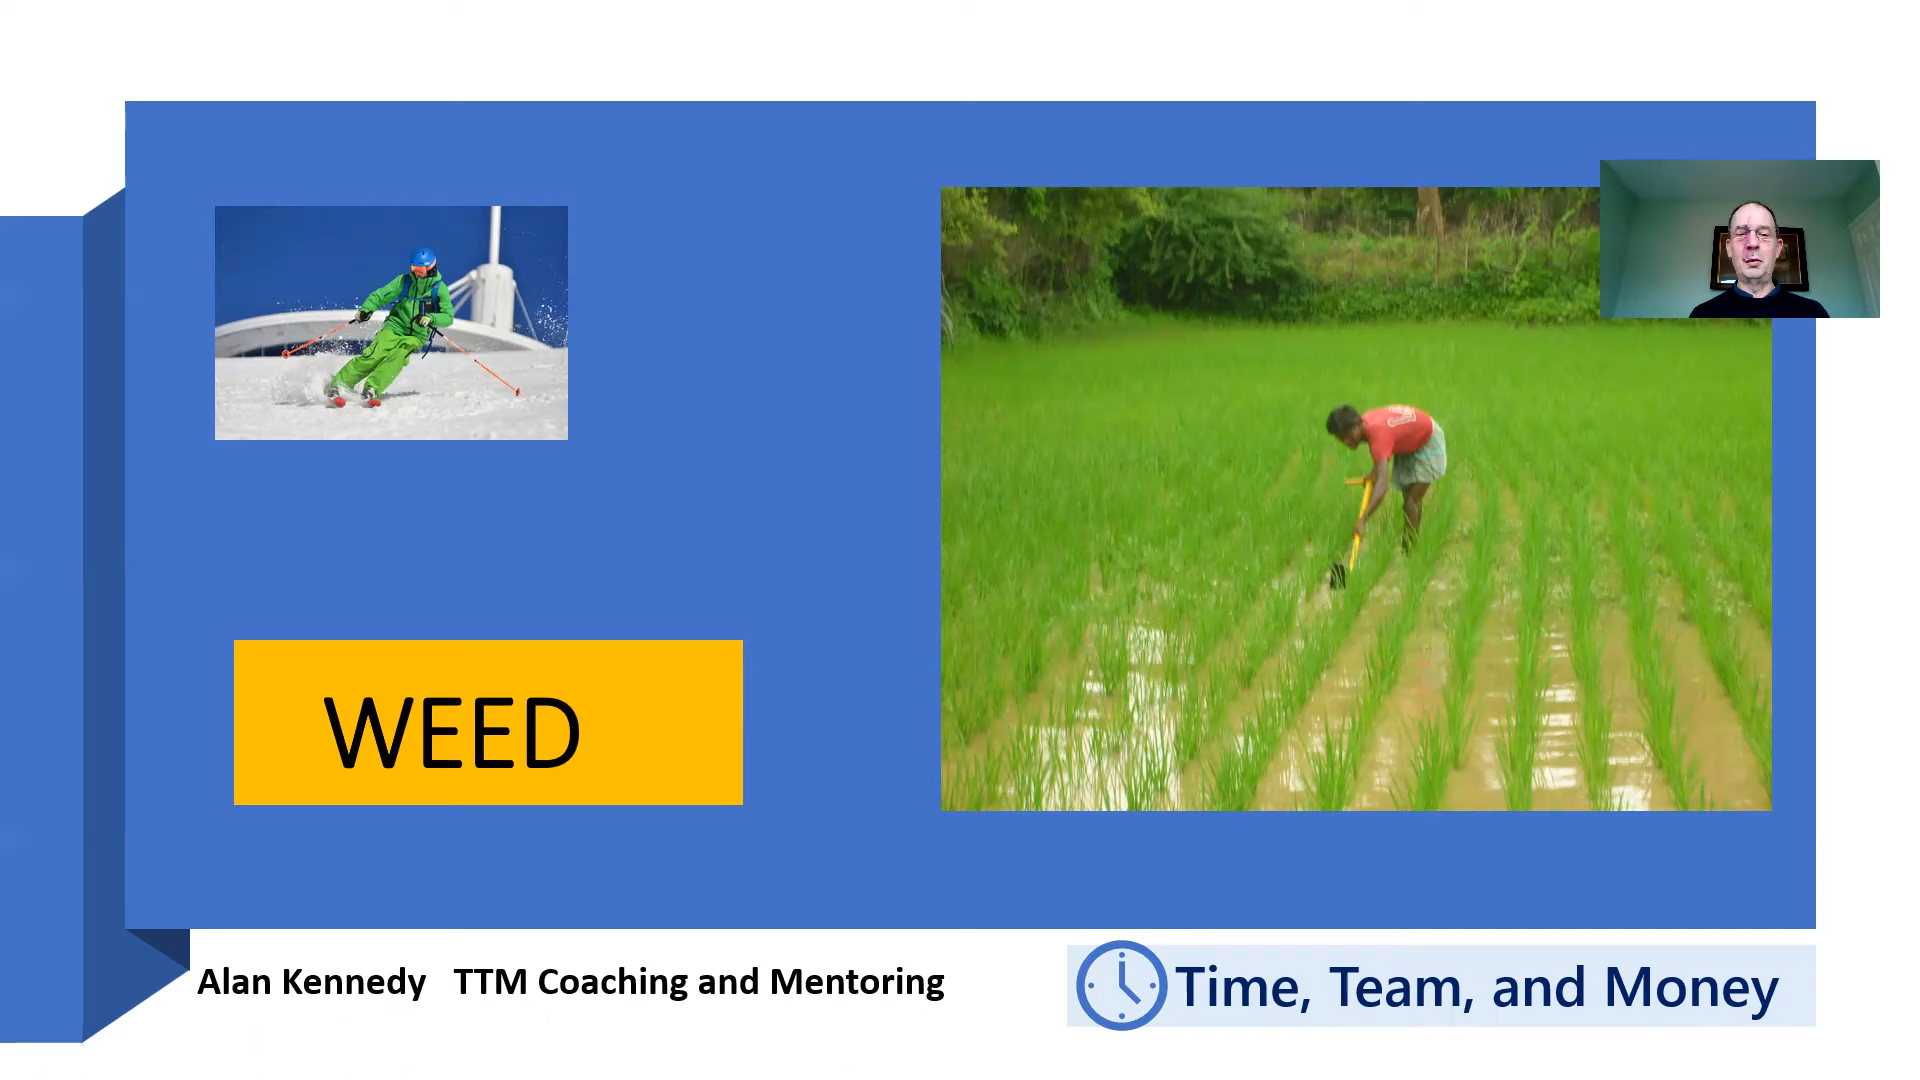 WEED
Alan Kennedy TTM Coaching and Mentoring
Time, Team, and Money